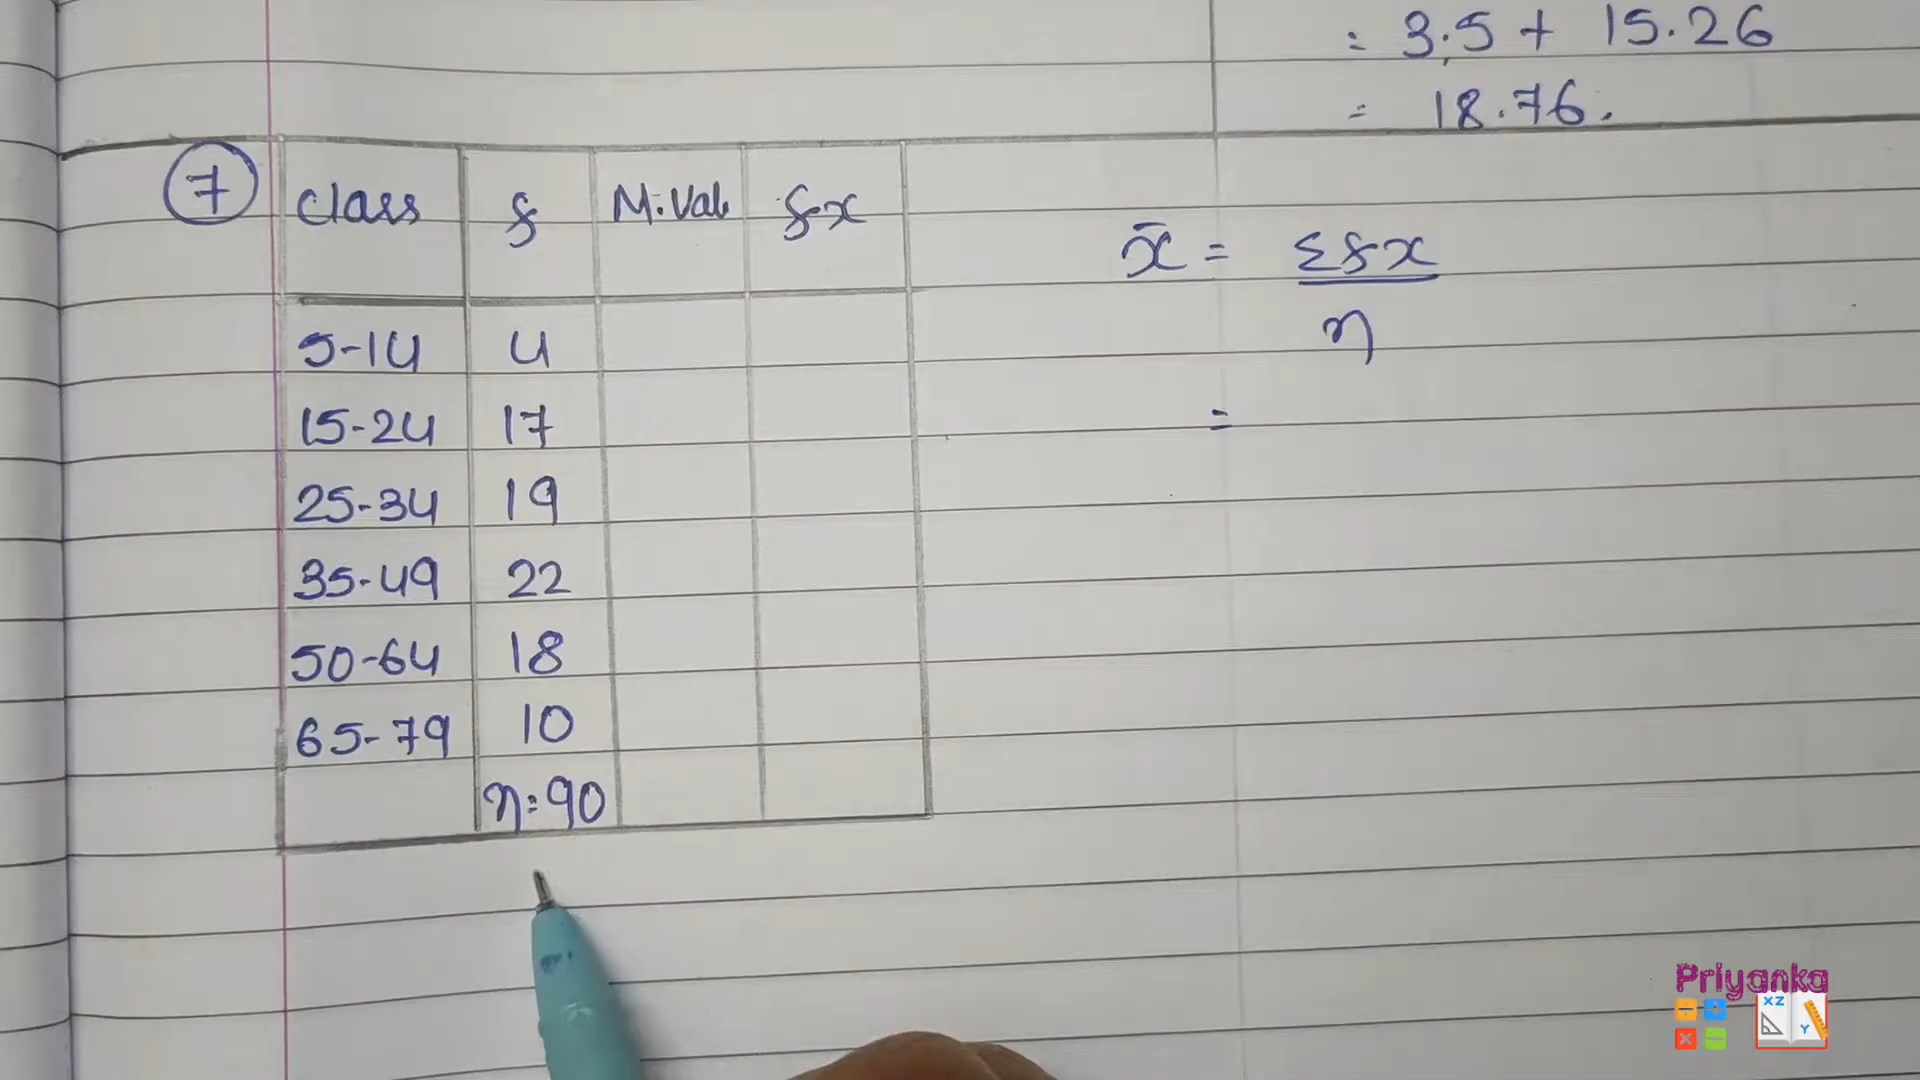 = 3.5 + 15.26
= 18.76.
7 class f M.Val f.x
x̄ = Σfx / n
5-14 4
15-24 17
=
25-34 19
35-49 22
50-64 18
65-79 10
n=90
Priyanka
XZ
Y